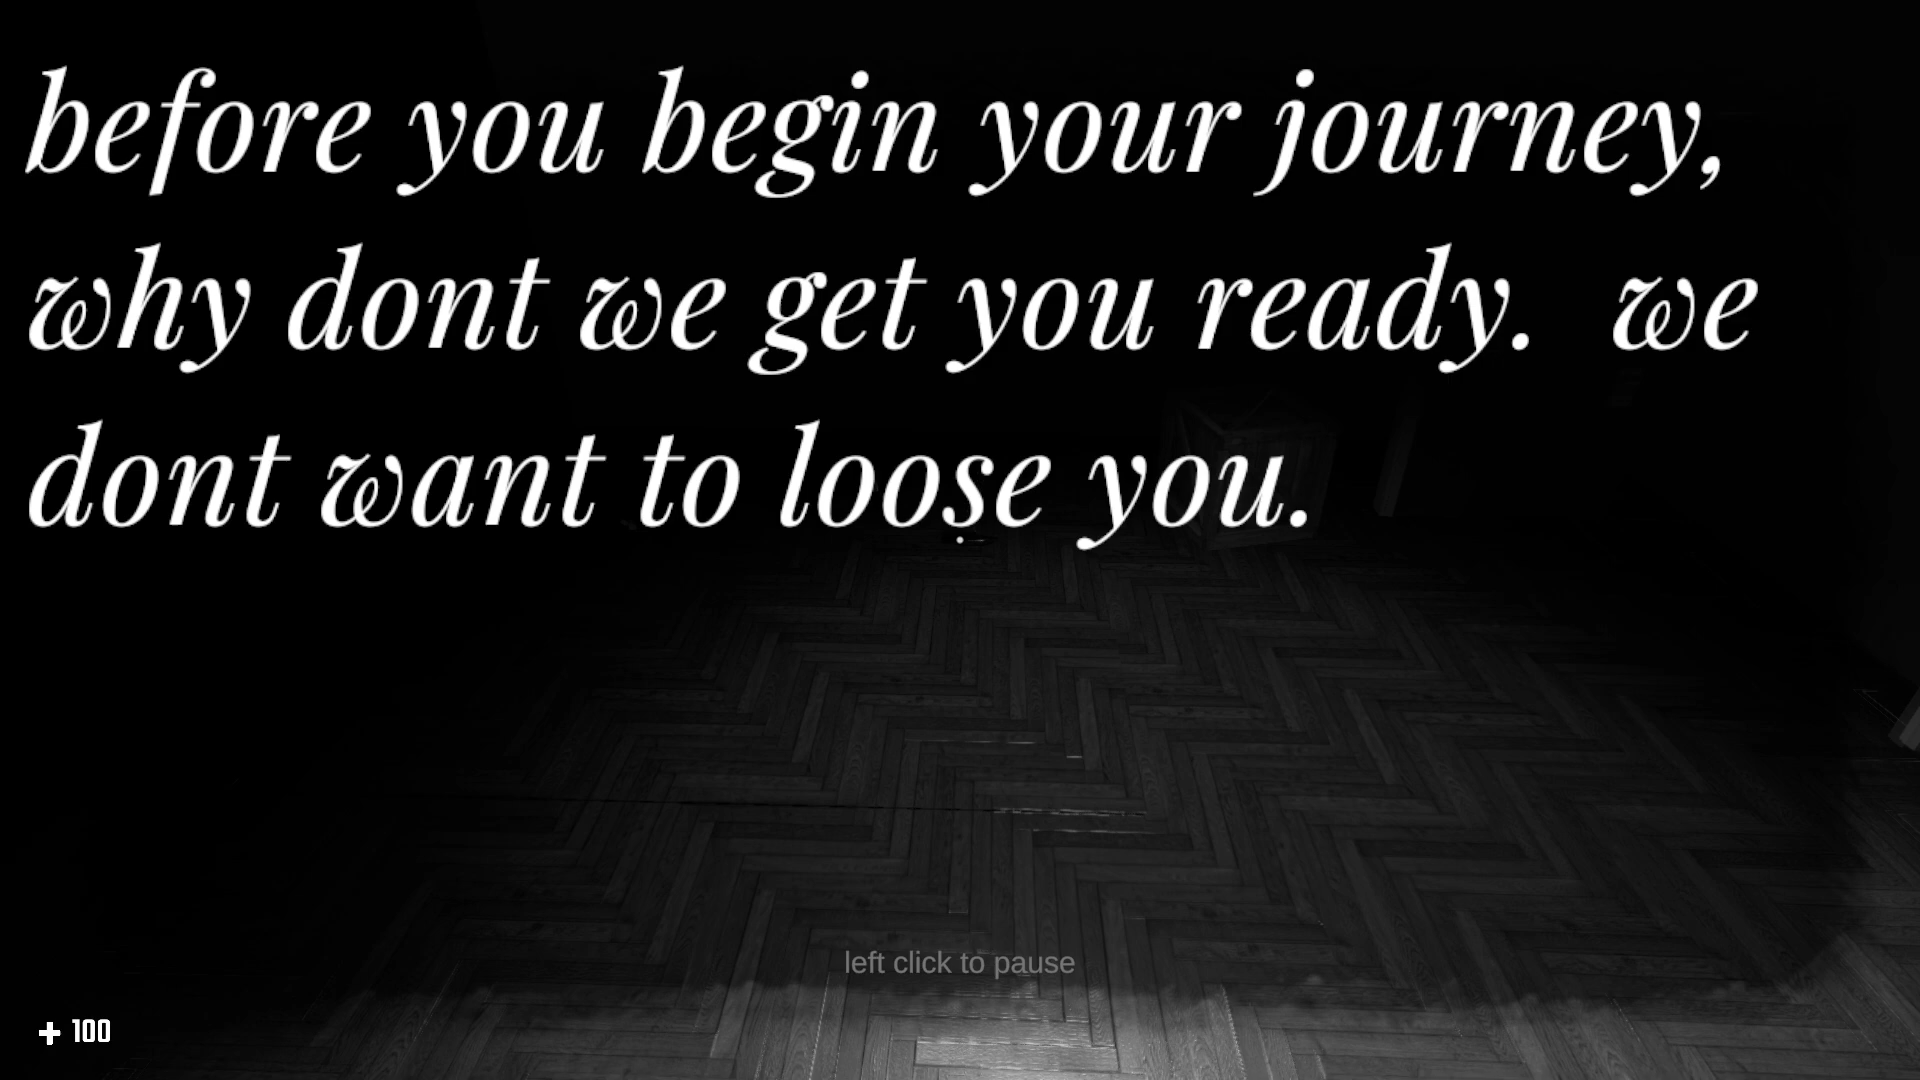 before you begin your journey,
why dont we get you ready.  we
dont want to loose you.
left click to pause
+ 100